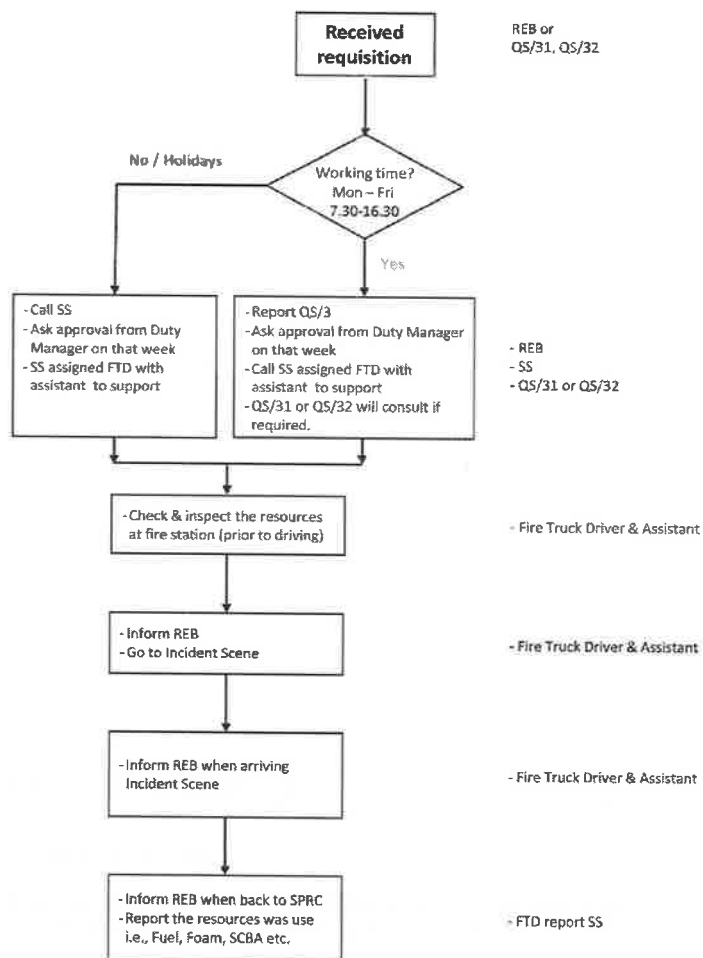 Received
requisition
REB or
QS/31, QS/32
No / Holidays
Working time?
Mon – Fri
7.30-16.30
Yes
- Call SS
- Ask approval from Duty
Manager on that week
- SS assigned FTD with
assistant to support
- Report QS/3
- Ask approval from Duty Manager
on that week
- Call SS assigned FTD with
assistant to support
- QS/31 or QS/32 will consult if
required.
- REB
- SS
- QS/31 or QS/32
- Check & inspect the resources
at fire station (prior to driving)
- Fire Truck Driver & Assistant
- Inform REB
- Go to Incident Scene
- Fire Truck Driver & Assistant
- Inform REB when arriving
Incident Scene
- Fire Truck Driver & Assistant
- Inform REB when back to SPRC
- Report the resources was use
i.e., Fuel, Foam, SCBA etc.
- FTD report SS